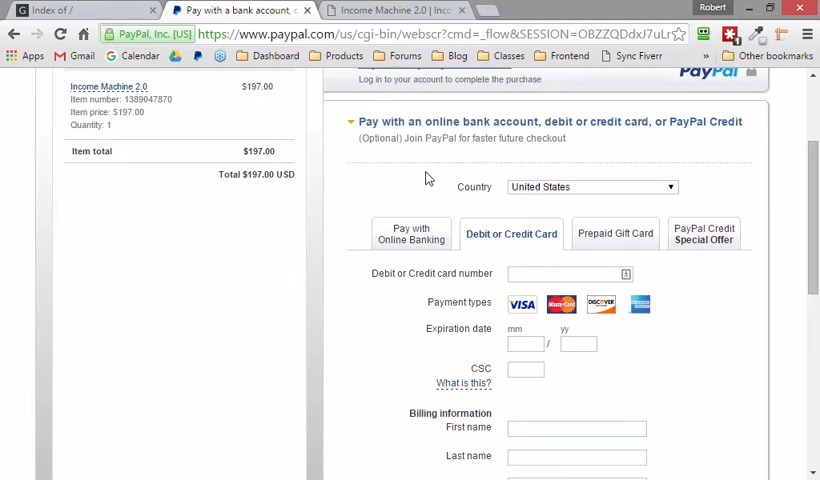 Robert
Index of /
Pay with a bank account,
Income Machine 2.0 | Inco
PayPal, Inc. [US]
https://www.paypal.com/us/cgi-bin/webscr?cmd=_flow&SESSION=OBZZQDdxJ7uLr
Apps
Gmail
Calendar
Dashboard
Products
Forums
Blog
Classes
Frontend
Sync Fiverr
Other bookmarks
Income Machine 2.0 $197.00
Item number: 1389047870
Item price: $197.00
Quantity: 1
Item total $197.00
Total $197.00 USD
Log in to your account to complete the purchase
PayPal
Pay with an online bank account, debit or credit card, or PayPal Credit
(Optional) Join PayPal for faster future checkout
Country United States
Pay with
Online Banking
Debit or Credit Card
Prepaid Gift Card
PayPal Credit
Special Offer
Debit or Credit card number
Payment types VISA MasterCard DISCOVER
Expiration date mm / yy
CSC
What is this?
Billing information
First name
Last name